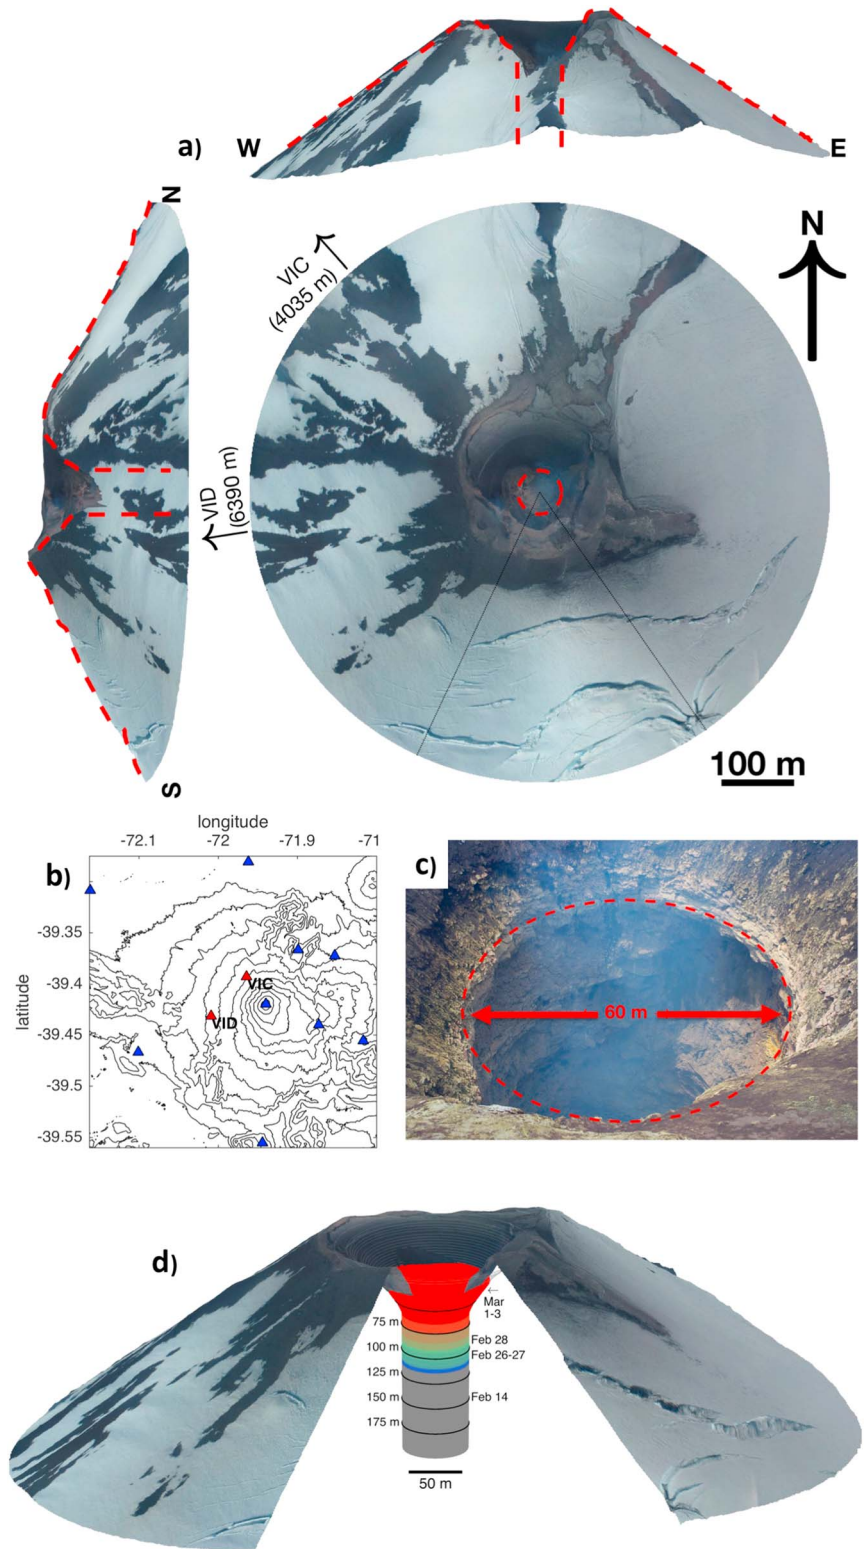 a)
W
E
N
N
VIC
(4035 m)
VID
(6390 m)
S
100 m
longitude
-72.1
-72
-71.9
-71
b)
c)
-39.35
-39.4
-39.45
-39.5
-39.55
latitude
VIC
VID
60 m
d)
←
Mar
1-3
75 m
Feb 28
100 m
Feb 26-27
125 m
150 m
Feb 14
175 m
50 m